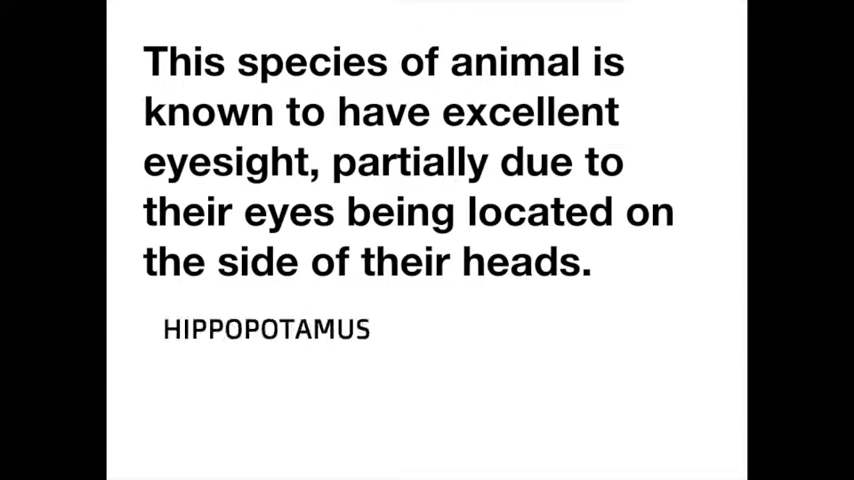 This species of animal is
known to have excellent
eyesight, partially due to
their eyes being located on
the side of their heads.
HIPPOPOTAMUS